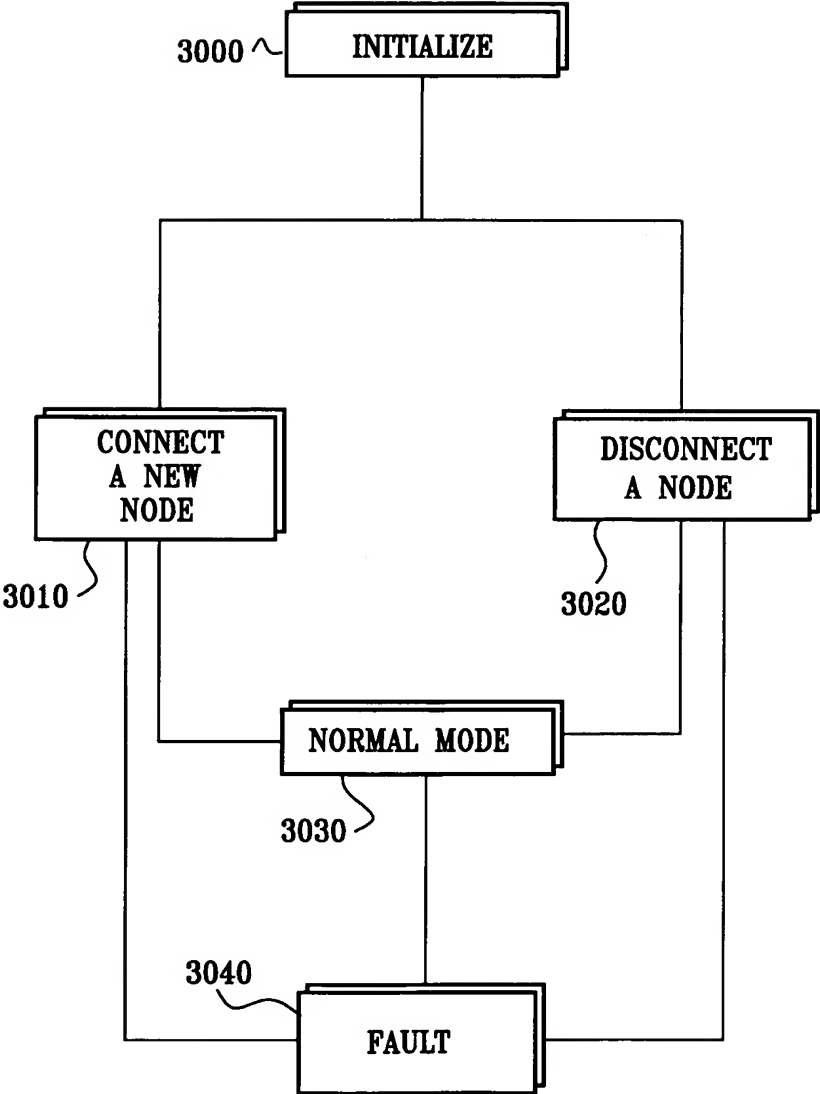 3000
INITIALIZE
CONNECT
A NEW
NODE
DISCONNECT
A NODE
3010
3020
NORMAL MODE
3030
3040
FAULT